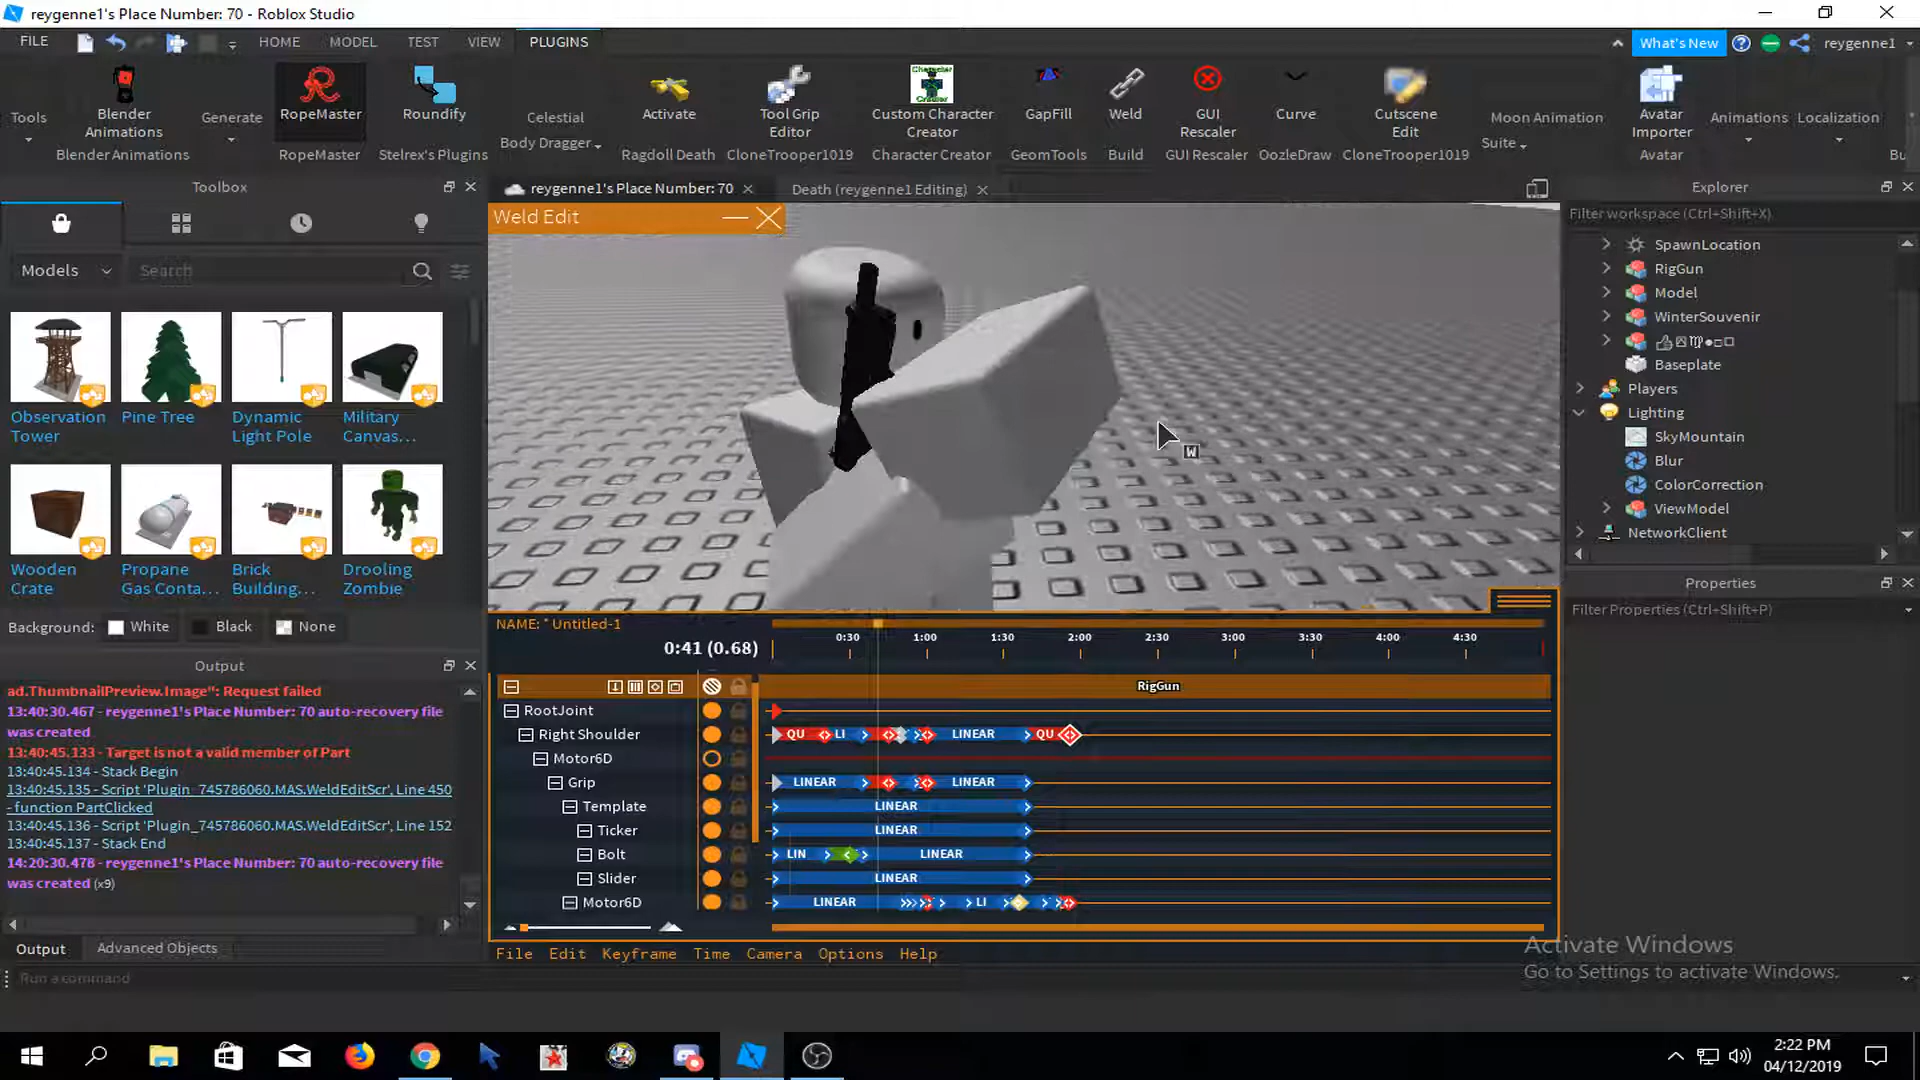 reygenne1's Place Number: 70 - Roblox Studio
FILE
HOME
MODEL
TEST
VIEW
PLUGINS
What's New
reygenne1
Tools
Blender
Animations
Blender Animations
Generate
RopeMaster
RopeMaster
Roundify
Stelrex's Plugins
Celestial
Body Dragger
Activate
Ragdoll Death
Tool Grip
Editor
CloneTrooper1019
Custom Character
Creator
Character Creator
GapFill
GeomTools
Weld
Build
GUI
Rescaler
GUI Rescaler
Curve
OozleDraw
Cutscene
Edit
CloneTrooper1019
Moon Animation
Suite
Avatar
Importer
Avatar
Animations
Localization
Bu
Toolbox
Models
Search
Observation
Tower
Pine Tree
Dynamic
Light Pole
Military
Canvas...
Wooden
Crate
Propane
Gas Conta...
Brick
Building...
Drooling
Zombie
Background:
White
Black
None
Output
ad.ThumbnailPreview.Image": Request failed
13:40:30.467 - reygenne1's Place Number: 70 auto-recovery file
was created
13:40:45.133 - Target is not a valid member of Part
13:40:45.134 - Stack Begin
13:40:45.135 - Script 'Plugin_745786060.MAS.WeldEditScr', Line 450
- function PartClicked
13:40:45.136 - Script 'Plugin_745786060.MAS.WeldEditScr', Line 152
13:40:45.137 - Stack End
14:20:30.478 - reygenne1's Place Number: 70 auto-recovery file
was created (x9)
Output
Advanced Objects
Run a command
reygenne1's Place Number: 70
Death (reygenne1 Editing)
Weld Edit
W
NAME: * Untitled-1
0:41 (0.68)
0:30
1:00
1:30
2:00
2:30
3:00
3:30
4:00
4:30
RigGun
RootJoint
Right Shoulder
QU
LI
LINEAR
QU
Motor6D
Grip
LINEAR
LINEAR
Template
LINEAR
Ticker
LINEAR
Bolt
LIN
LINEAR
Slider
LINEAR
Motor6D
LINEAR
LI
File
Edit
Keyframe
Time
Camera
Options
Help
Explorer
Filter workspace (Ctrl+Shift+X)
SpawnLocation
RigGun
Model
WinterSouvenir
Baseplate
Players
Lighting
SkyMountain
Blur
ColorCorrection
ViewModel
NetworkClient
Properties
Filter Properties (Ctrl+Shift+P)
Activate Windows
Go to Settings to activate Windows.
2:22 PM
04/12/2019